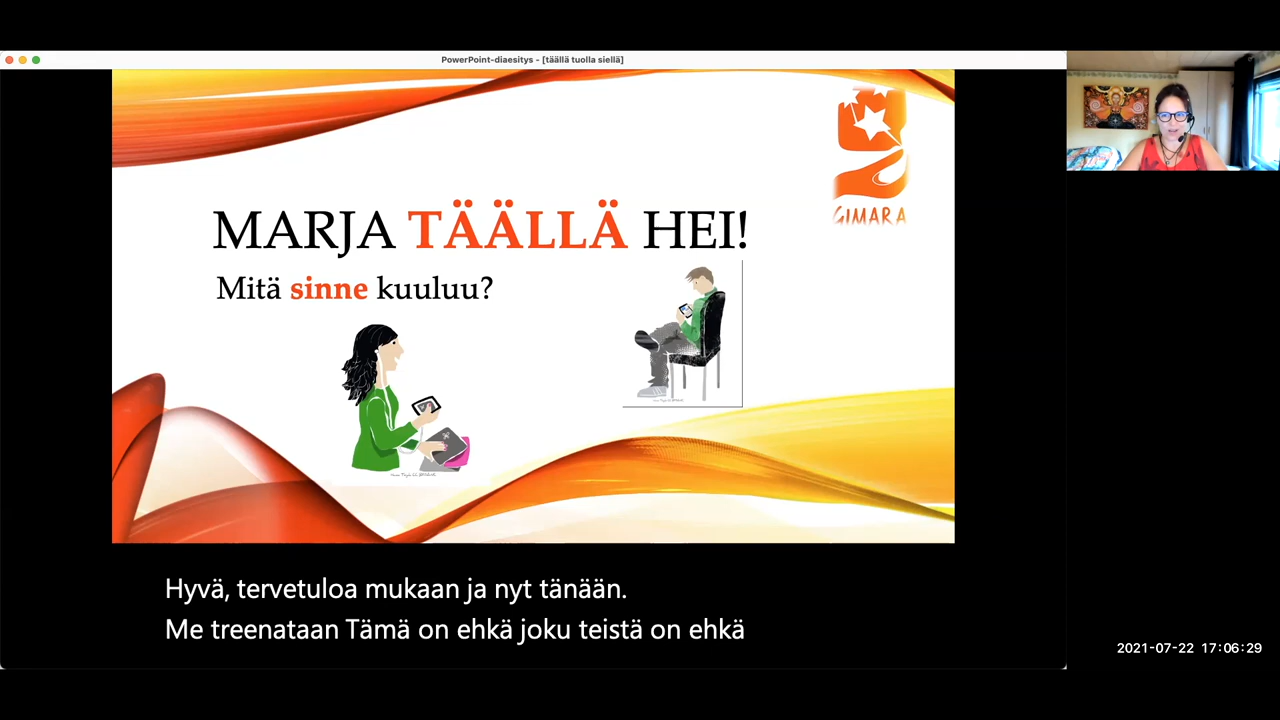 PowerPoint-diaesitys - [täällä tuolla siellä]
GIMARA
MARJA TÄÄLLÄ HEI!
Mitä sinne kuuluu?
Hyvä, tervetuloa mukaan ja nyt tänään.
Me treenataan Tämä on ehkä joku teistä on ehkä
2021-07-22 17:06:29